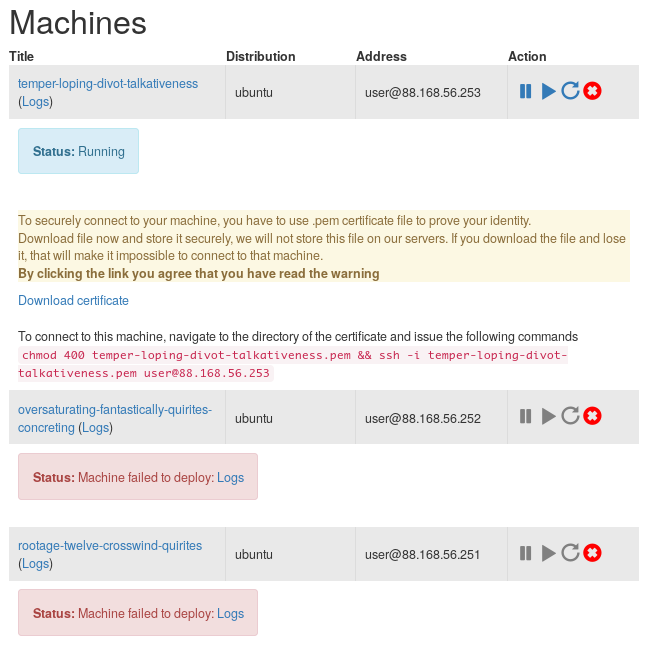 Machines
Title Distribution Address Action
temper-loping-divot-talkativeness
(Logs) ubuntu user@88.168.56.253
Status: Running
To securely connect to your machine, you have to use .pem certificate file to prove your identity.
Download file now and store it securely, we will not store this file on our servers. If you download the file and lose
it, that will make it impossible to connect to that machine.
By clicking the link you agree that you have read the warning
Download certificate
To connect to this machine, navigate to the directory of the certificate and issue the following commands
chmod 400 temper-loping-divot-talkativeness.pem && ssh -i temper-loping-divot-
talkativeness.pem user@88.168.56.253
oversaturating-fantastically-quirites-
concreting (Logs) ubuntu user@88.168.56.252
Status: Machine failed to deploy: Logs
rootage-twelve-crosswind-quirites
(Logs) ubuntu user@88.168.56.251
Status: Machine failed to deploy: Logs